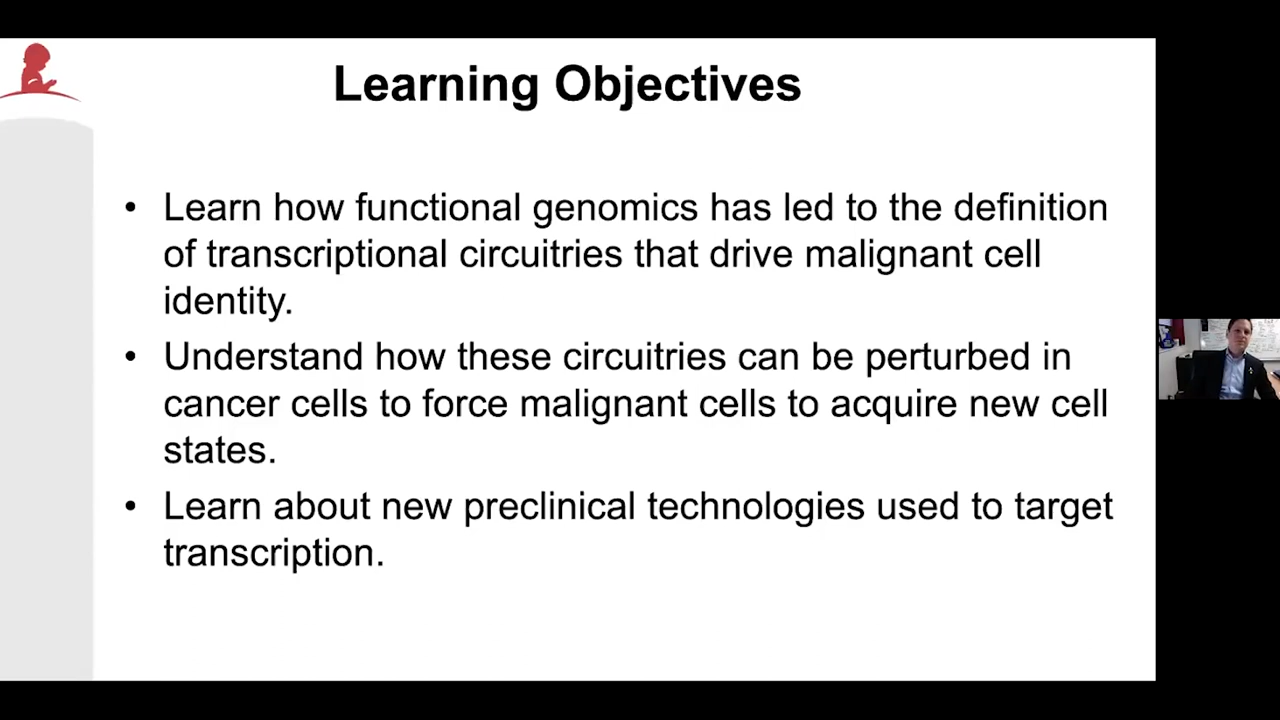 Learning Objectives
• Learn how functional genomics has led to the definition
of transcriptional circuitries that drive malignant cell
identity.
• Understand how these circuitries can be perturbed in
cancer cells to force malignant cells to acquire new cell
states.
• Learn about new preclinical technologies used to target
transcription.